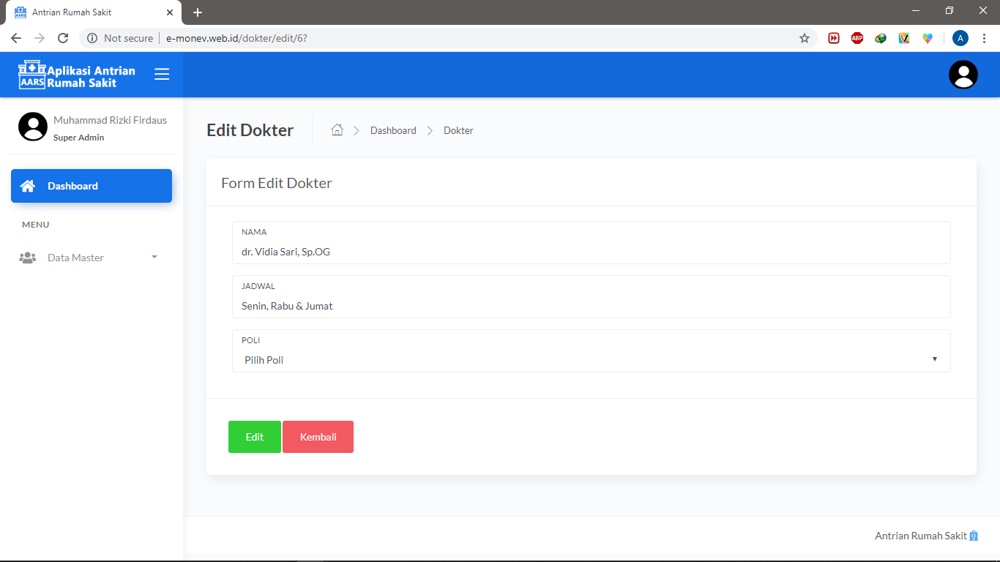 Antrian Rumah Sakit
Not secure
e-monev.web.id/dokter/edit/6?
ABP
A
AARS
Aplikasi Antrian
Rumah Sakit
Muhammad Rizki Firdaus
Super Admin
Dashboard
MENU
Data Master
Edit Dokter
Dashboard
Dokter
Form Edit Dokter
NAMA
dr. Vidia Sari, Sp.OG
JADWAL
Senin, Rabu & Jumat
POLI
Pilih Poli
Edit
Kembali
Antrian Rumah Sakit